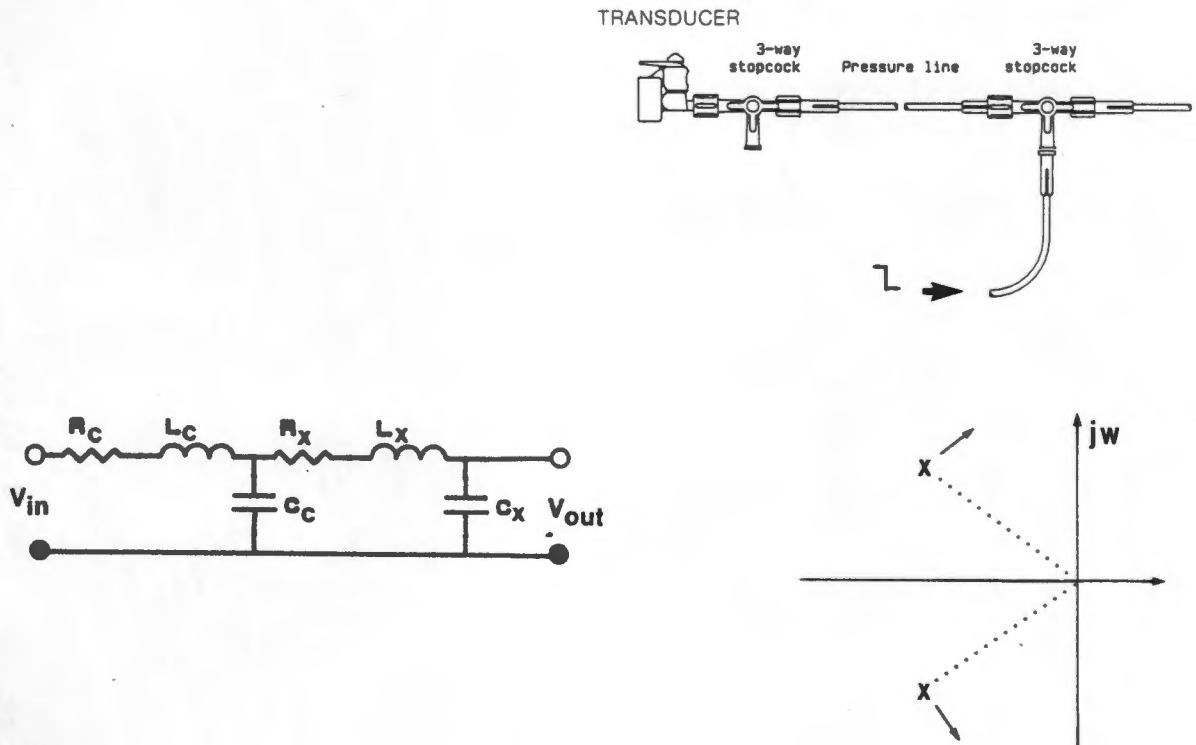 TRANSDUCER
3-way
stopcock
Pressure line
3-way
stopcock
RC
LC
RX
LX
Vin
CC
CX
Vout
jw
X
X